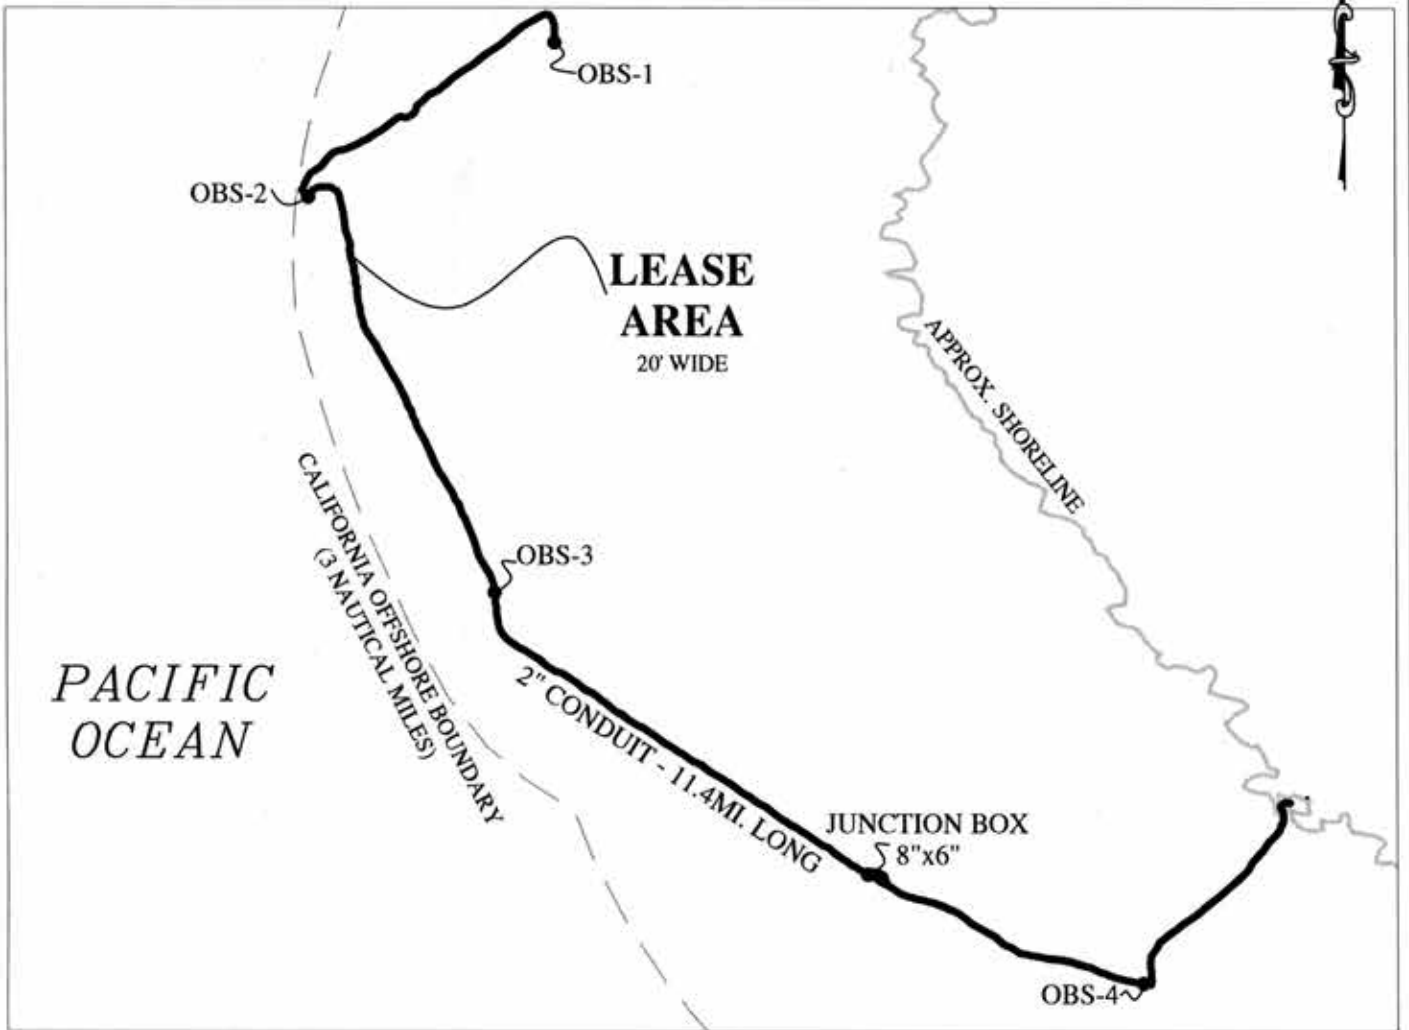 OBS-1
OBS-2
LEASE
AREA
20' WIDE
APPROX. SHORELINE
CALIFORNIA OFFSHORE BOUNDARY
(3 NAUTICAL MILES)
OBS-3
PACIFIC
OCEAN
2" CONDUIT - 11.4MI. LONG
JUNCTION BOX
8"x6"
OBS-4